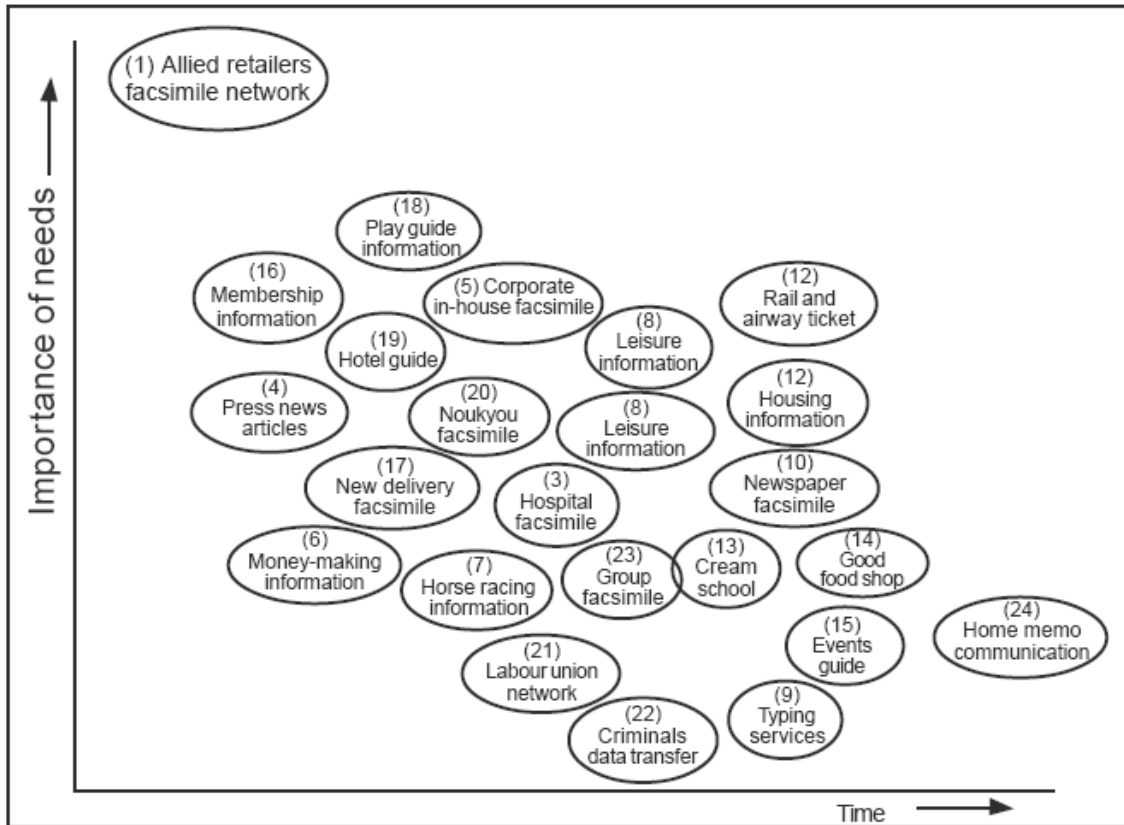 Importance of needs
(1) Allied retailers
facsimile network
(18)
Play guide
information
(16)
Membership
information
(5) Corporate
in-house facsimile
(12)
Rail and
airway ticket
(19)
Hotel guide
(8)
Leisure
information
(4)
Press news
articles
(20)
Noukyou
facsimile
(8)
Leisure
information
(12)
Housing
information
(17)
New delivery
facsimile
(3)
Hospital
facsimile
(10)
Newspaper
facsimile
(6)
Money-making
information
(7)
Horse racing
information
(23)
Group
facsimile
(13)
Cream
school
(14)
Good
food shop
(21)
Labour union
network
(15)
Events
guide
(24)
Home memo
communication
(22)
Criminals
data transfer
(9)
Typing
services
Time